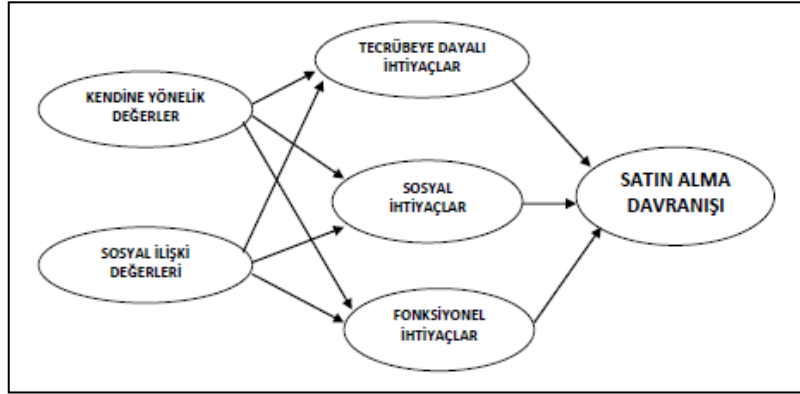 TECRÜBEYE DAYALI
İHTİYAÇLAR
KENDİNE YÖNELİK
DEĞERLER
SOSYAL
İHTİYAÇLAR
SATIN ALMA
DAVRANIŞI
SOSYAL İLİŞKİ
DEĞERLERİ
FONKSİYONEL
İHTİYAÇLAR